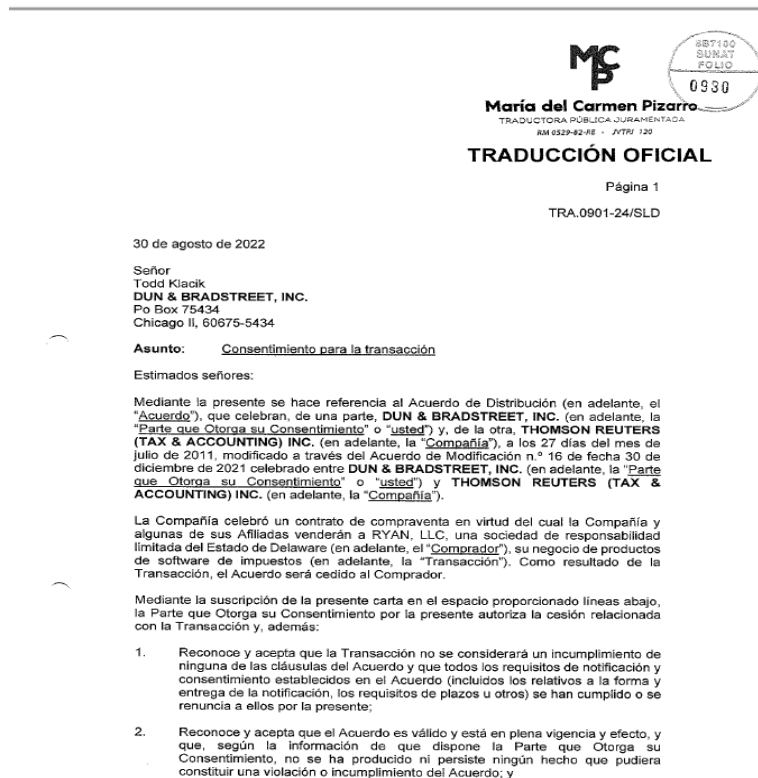 MCP
SUNAT
FOLIO
0930
María del Carmen Pizarro
TRADUCTORA PÚBLICA JURAMENTADA
RM 0529-82-RE - JVTPJ 120
TRADUCCIÓN OFICIAL
Página 1
TRA.0901-24/SLD
30 de agosto de 2022
Señor
Todd Klacik
DUN & BRADSTREET, INC.
Po Box 75434
Chicago Il, 60675-5434
Asunto: Consentimiento para la transacción
Estimados señores:
Mediante la presente se hace referencia al Acuerdo de Distribución (en adelante, el
“Acuerdo”), que celebran, de una parte, DUN & BRADSTREET, INC. (en adelante, la
“Parte que Otorga su Consentimiento” o “usted”) y, de la otra, THOMSON REUTERS
(TAX & ACCOUNTING) INC. (en adelante, la “Compañía”), a los 27 días del mes de
julio de 2011, modificado a través del Acuerdo de Modificación n.º 16 de fecha 30 de
diciembre de 2021 celebrado entre DUN & BRADSTREET, INC. (en adelante, la “Parte
que Otorga su Consentimiento” o “usted”) y THOMSON REUTERS (TAX &
ACCOUNTING) INC. (en adelante, la “Compañía”).
La Compañía celebró un contrato de compraventa en virtud del cual la Compañía y
algunas de sus Afiliadas venderán a RYAN, LLC, una sociedad de responsabilidad
limitada del Estado de Delaware (en adelante, el “Comprador”), su negocio de productos
de software de impuestos (en adelante, la “Transacción”). Como resultado de la
Transacción, el Acuerdo será cedido al Comprador.
Mediante la suscripción de la presente carta en el espacio proporcionado líneas abajo,
la Parte que Otorga su Consentimiento por la presente autoriza la cesión relacionada
con la Transacción y, además:
1. Reconoce y acepta que la Transacción no se considerará un incumplimiento de
ninguna de las cláusulas del Acuerdo y que todos los requisitos de notificación y
consentimiento establecidos en el Acuerdo (incluidos los relativos a la forma y
entrega de la notificación, los requisitos de plazos u otros) se han cumplido o se
renuncia a ellos por la presente;
2. Reconoce y acepta que el Acuerdo es válido y está en plena vigencia y efecto, y
que, según la información de que dispone la Parte que Otorga su
Consentimiento, no se ha producido ni persiste ningún hecho que pudiera
constituir una violación o incumplimiento del Acuerdo; y